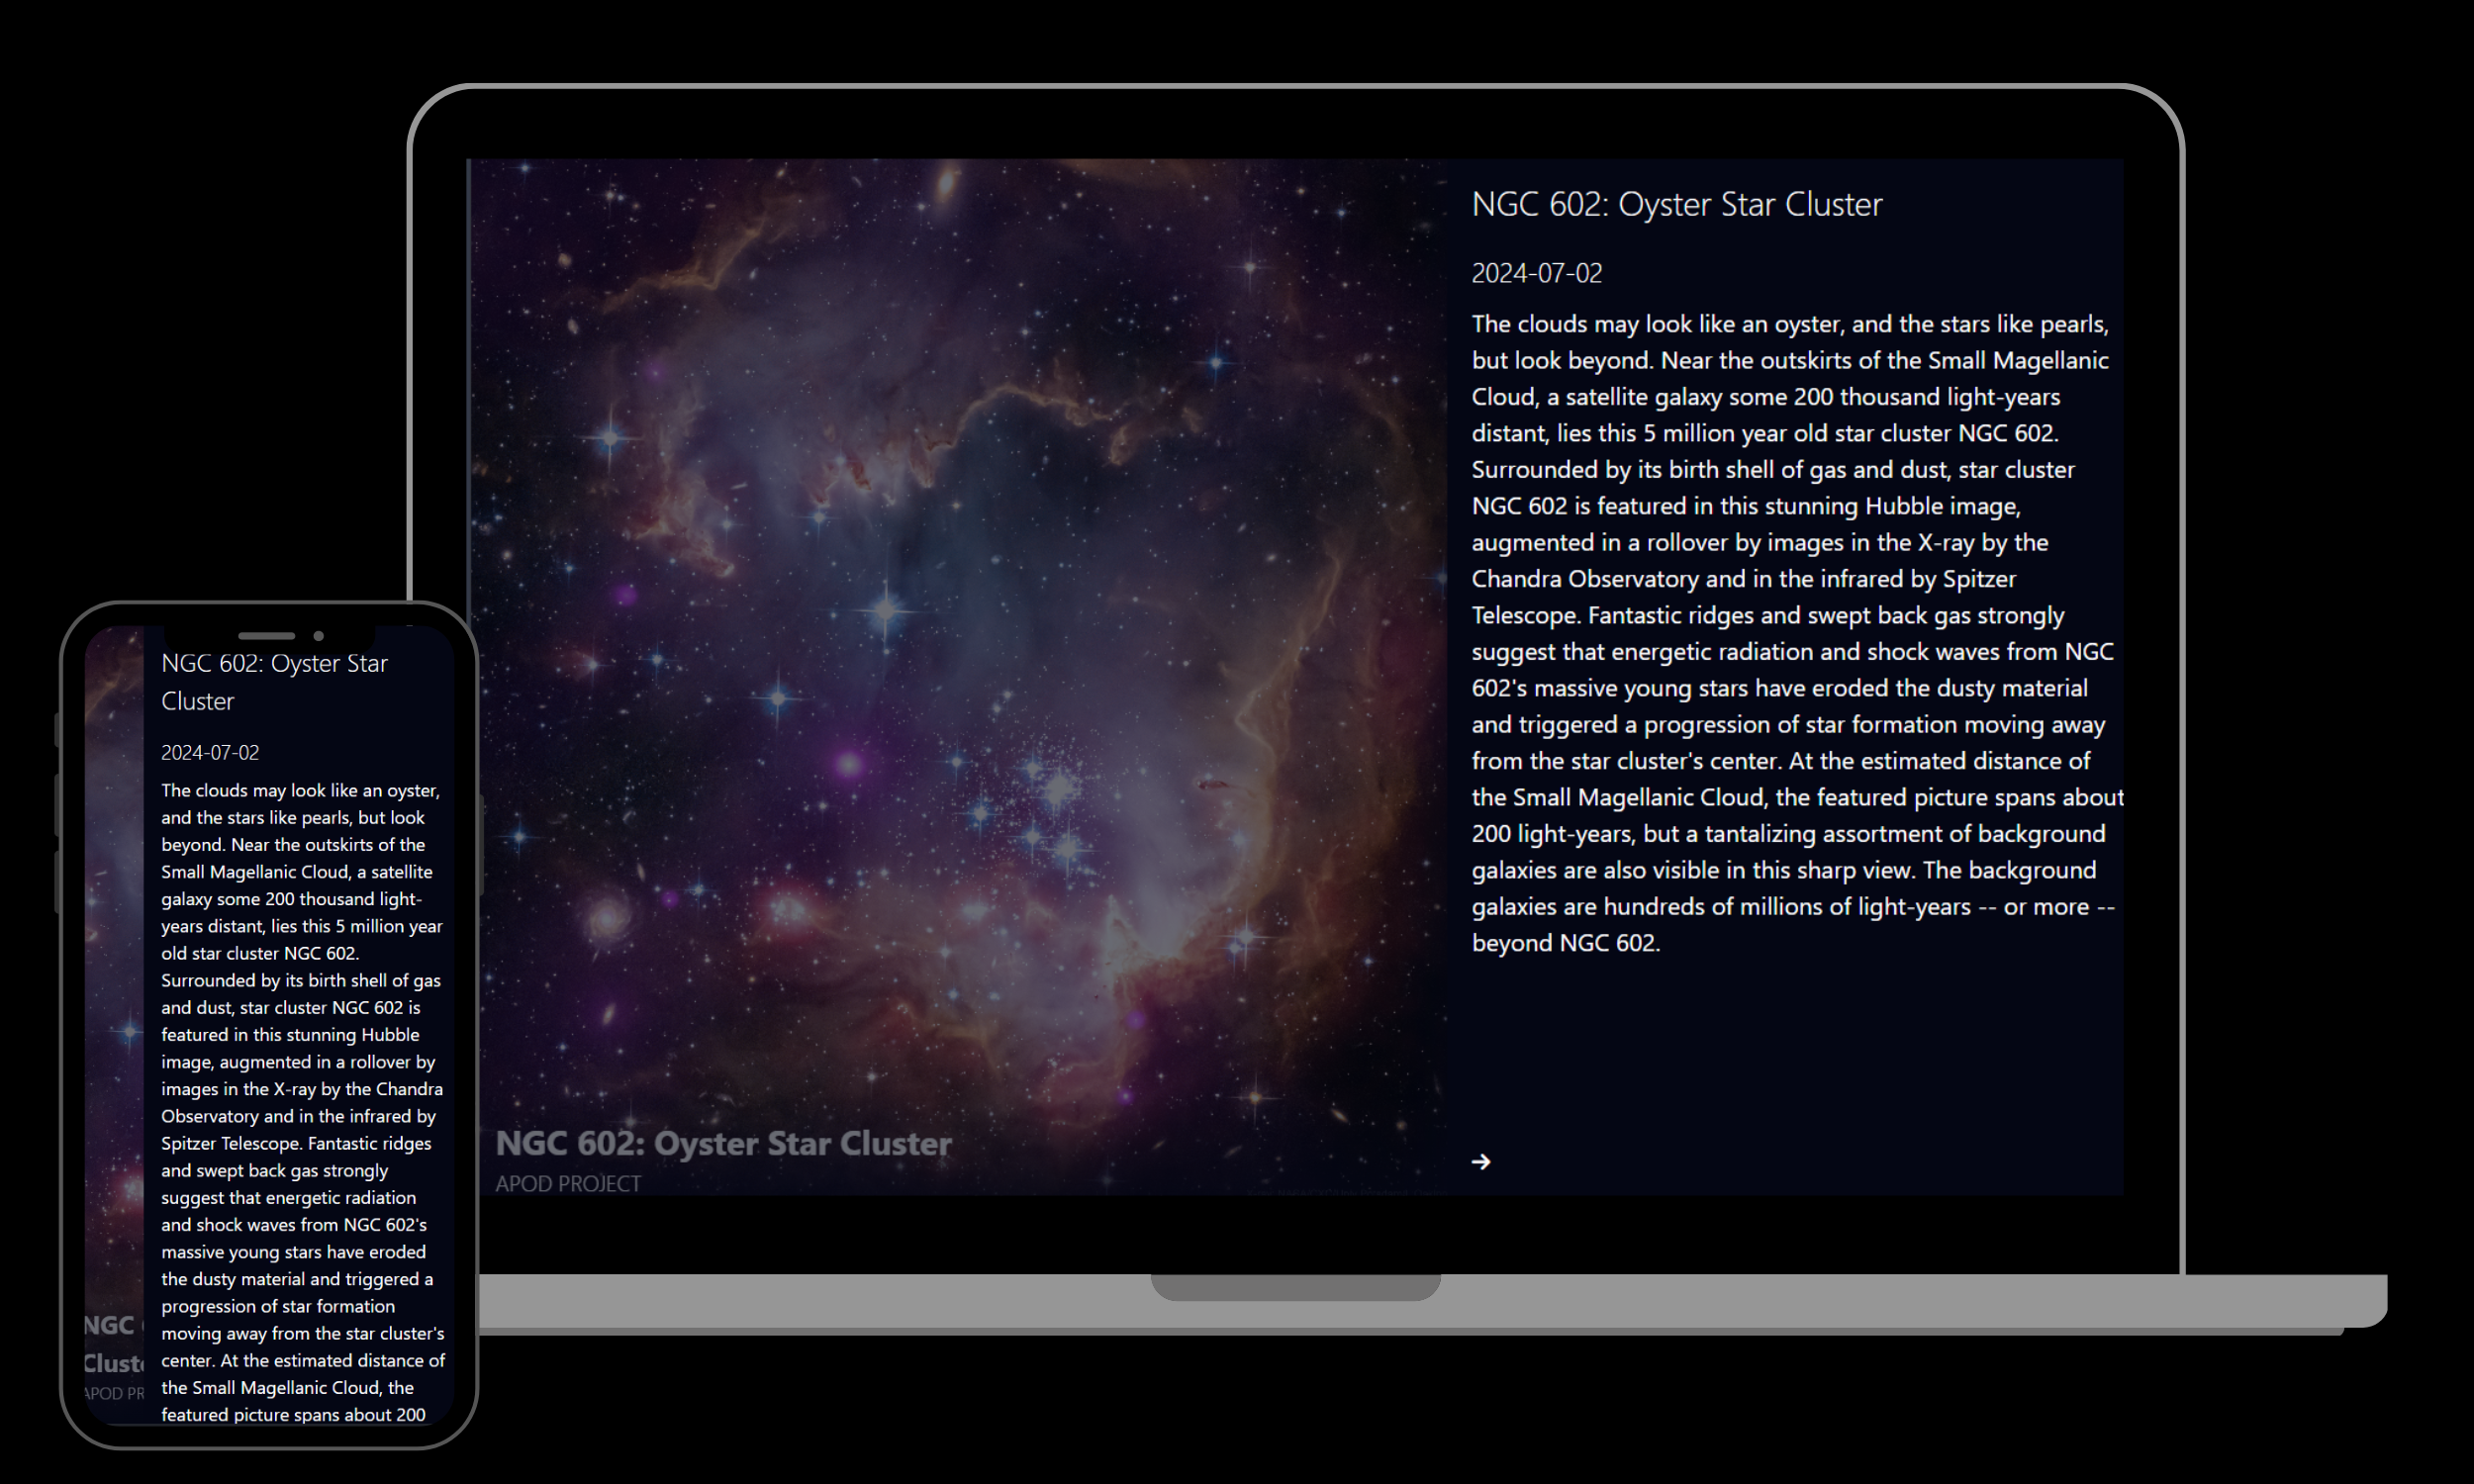 NGC 602: Oyster Star Cluster
2024-07-02
The clouds may look like an oyster, and the stars like pearls,
but look beyond. Near the outskirts of the Small Magellanic
Cloud, a satellite galaxy some 200 thousand light-years
distant, lies this 5 million year old star cluster NGC 602.
Surrounded by its birth shell of gas and dust, star cluster
NGC 602 is featured in this stunning Hubble image,
augmented in a rollover by images in the X-ray by the
Chandra Observatory and in the infrared by Spitzer
Telescope. Fantastic ridges and swept back gas strongly
suggest that energetic radiation and shock waves from NGC
602's massive young stars have eroded the dusty material
and triggered a progression of star formation moving away
from the star cluster's center. At the estimated distance of
the Small Magellanic Cloud, the featured picture spans about
200 light-years, but a tantalizing assortment of background
galaxies are also visible in this sharp view. The background
galaxies are hundreds of millions of light-years -- or more --
beyond NGC 602.
→
NGC 602: Oyster Star Cluster
APOD PROJECT
NGC 602: Oyster Star
Cluster
2024-07-02
The clouds may look like an oyster,
and the stars like pearls, but look
beyond. Near the outskirts of the
Small Magellanic Cloud, a satellite
galaxy some 200 thousand light-
years distant, lies this 5 million year
old star cluster NGC 602.
Surrounded by its birth shell of gas
and dust, star cluster NGC 602 is
featured in this stunning Hubble
image, augmented in a rollover by
images in the X-ray by the Chandra
Observatory and in the infrared by
Spitzer Telescope. Fantastic ridges
and swept back gas strongly
suggest that energetic radiation
and shock waves from NGC 602's
massive young stars have eroded
the dusty material and triggered a
progression of star formation
moving away from the star cluster's
center. At the estimated distance of
the Small Magellanic Cloud, the
featured picture spans about 200
NGC
Clust
APOD PR